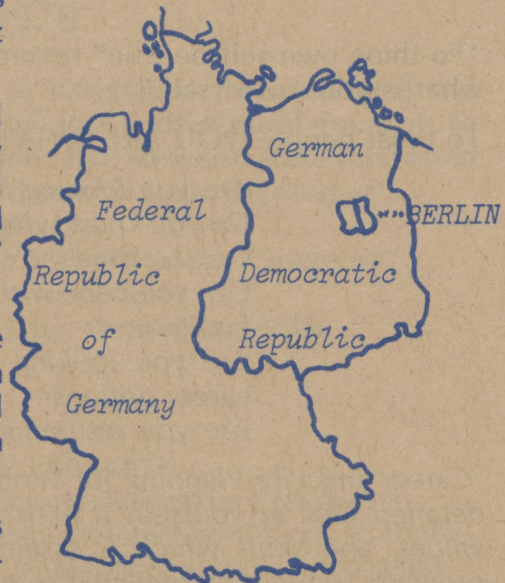 German
Federal
BERLIN
Republic
Democratic
of
Republic
Germany